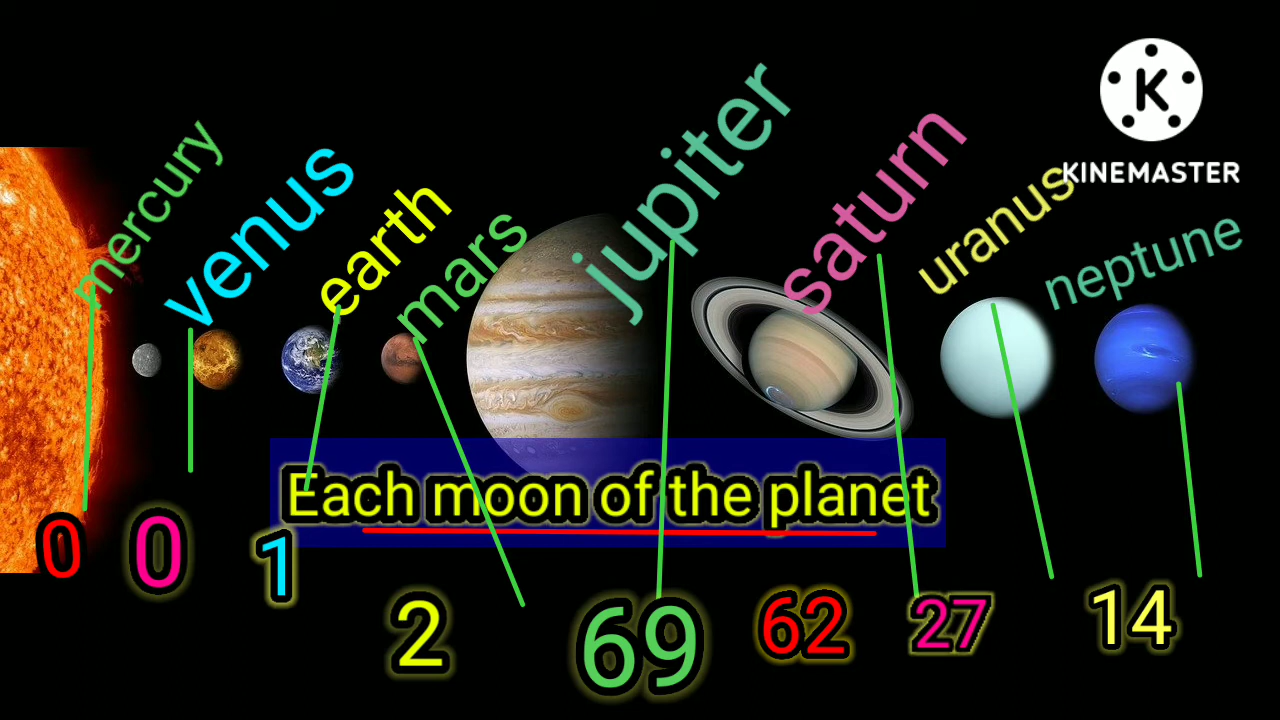 mercury
venus
earth
mars
jupiter
saturn
uranus
neptune
K
KINEMASTER
Each moon of the planet
0
0
1
2
69
62
27
14